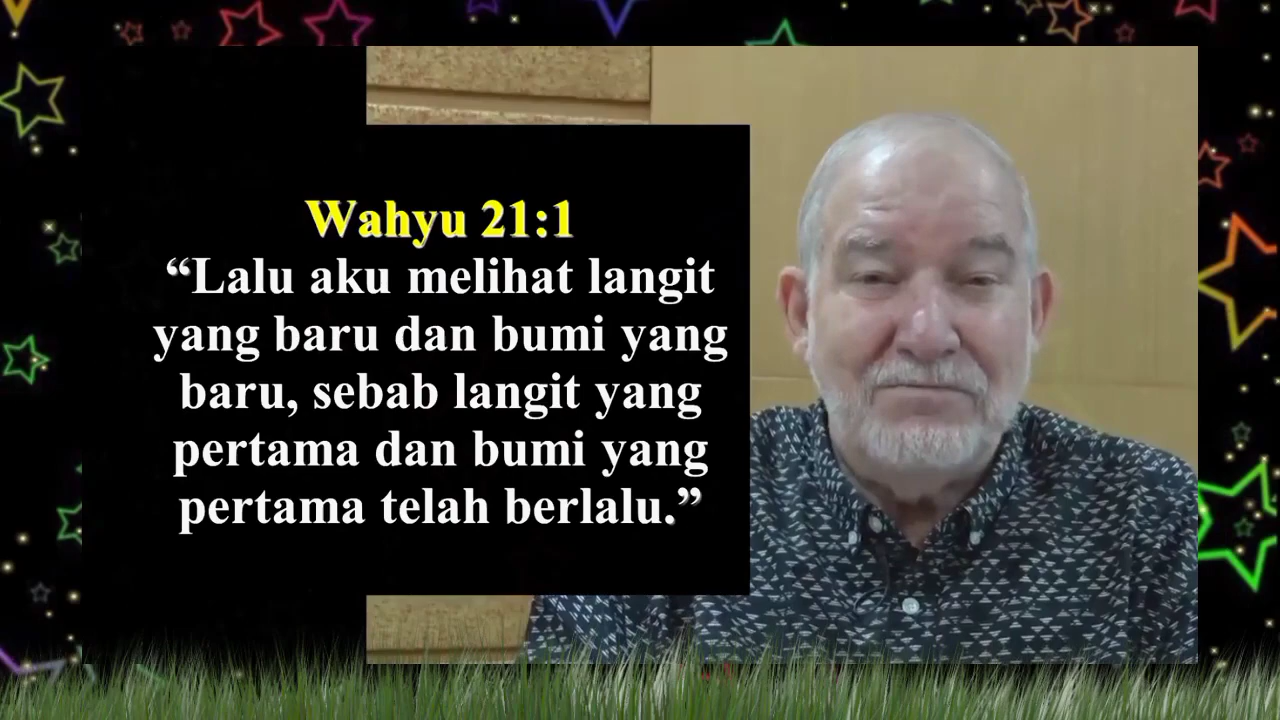 Wahyu 21:1
“Lalu aku melihat langit
yang baru dan bumi yang
baru, sebab langit yang
pertama dan bumi yang
pertama telah berlalu.”